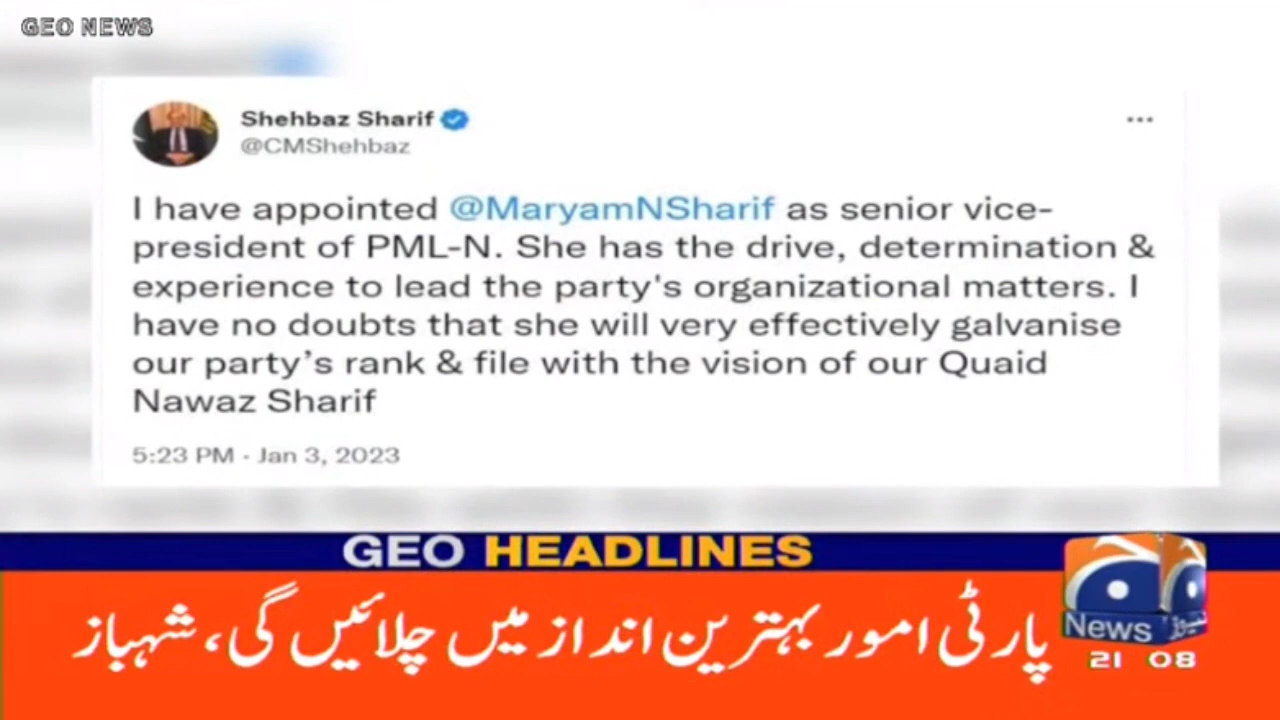 GEO NEWS
Shehbaz Sharif
@CMShehbaz
I have appointed @MaryamNSharif as senior vice-
president of PML-N. She has the drive, determination &
experience to lead the party's organizational matters. I
have no doubts that she will very effectively galvanise
our party’s rank & file with the vision of our Quaid
Nawaz Sharif
5:23 PM · Jan 3, 2023
GEO HEADLINES
پارٹی امور بہترین انداز میں چلائیں گی، شہباز
News نیوز
21 08